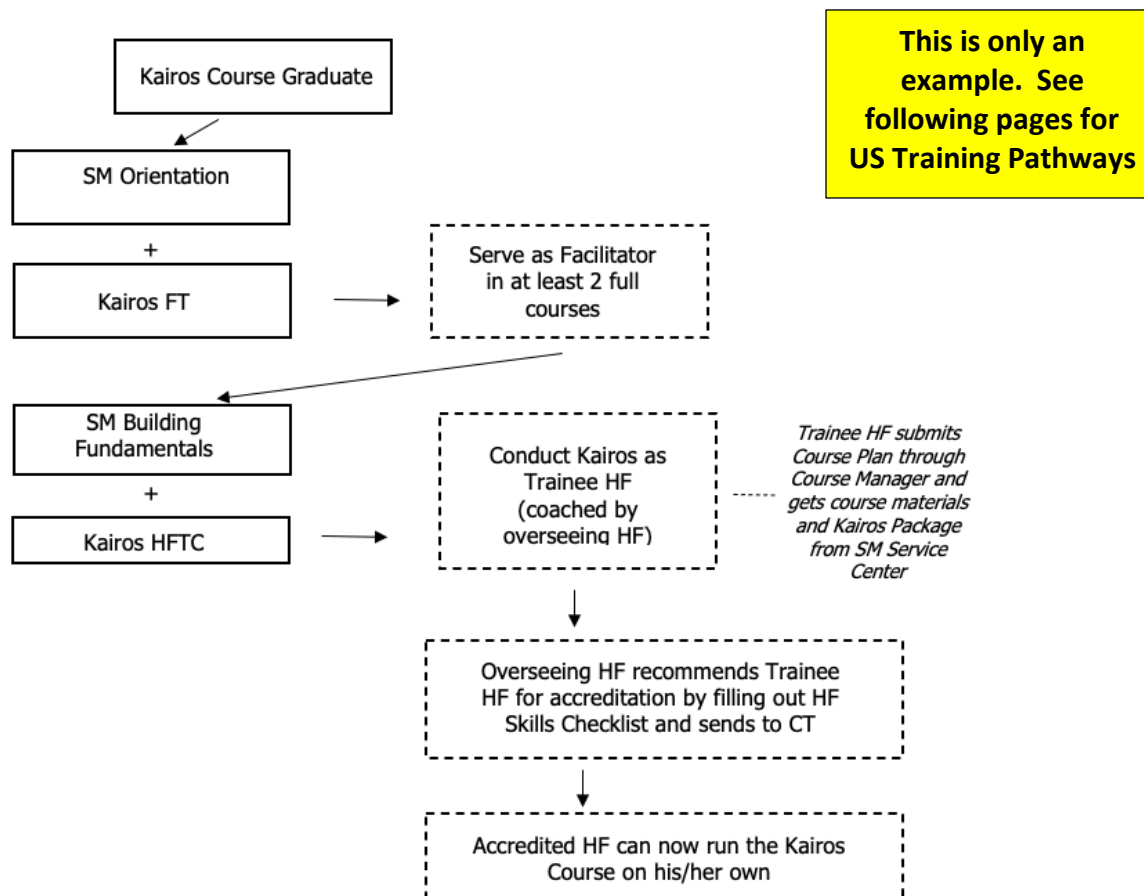 This is only an
example.  See
following pages for
US Training Pathways
Kairos Course Graduate
SM Orientation
+
Kairos FT
Serve as Facilitator
in at least 2 full
courses
SM Building
Fundamentals
+
Kairos HFTC
Conduct Kairos as
Trainee HF
(coached by
overseeing HF)
Trainee HF submits
Course Plan through
Course Manager and
gets course materials
and Kairos Package
from SM Service
Center
Overseeing HF recommends Trainee
HF for accreditation by filling out HF
Skills Checklist and sends to CT
Accredited HF can now run the Kairos
Course on his/her own